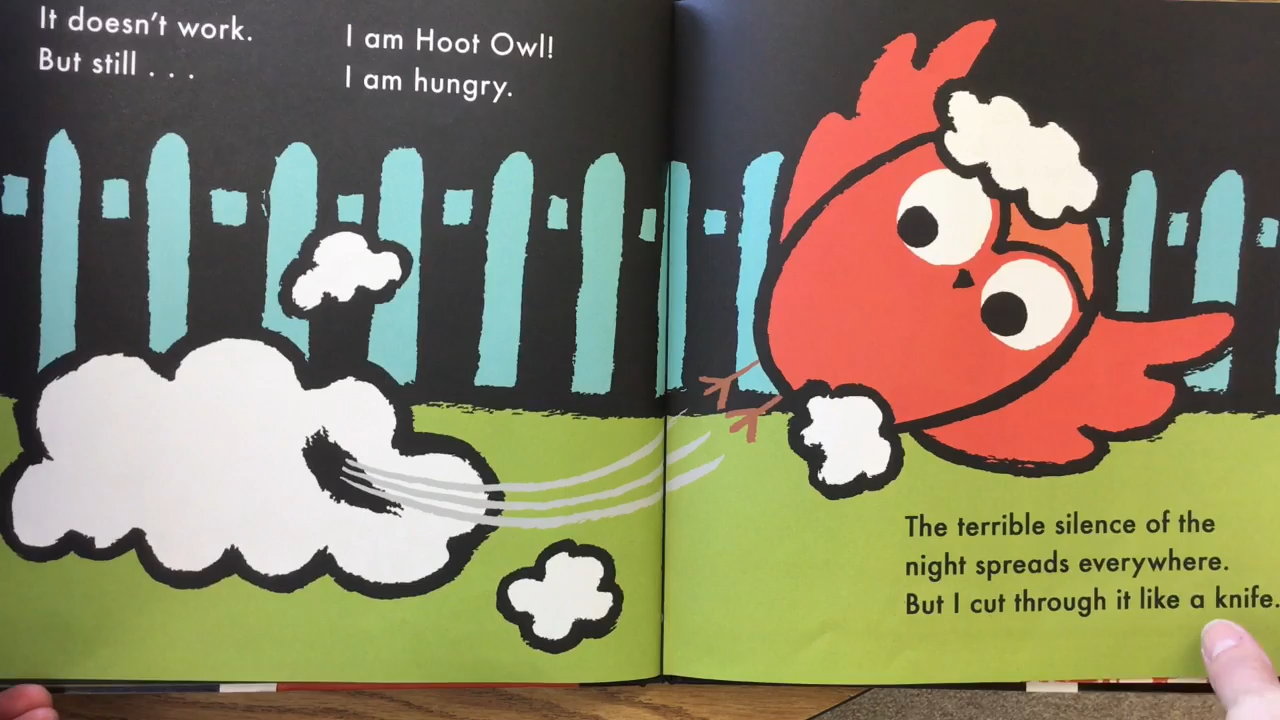 It doesn't work.
But still . . .
I am Hoot Owl!
I am hungry.
The terrible silence of the
night spreads everywhere.
But I cut through it like a knife.